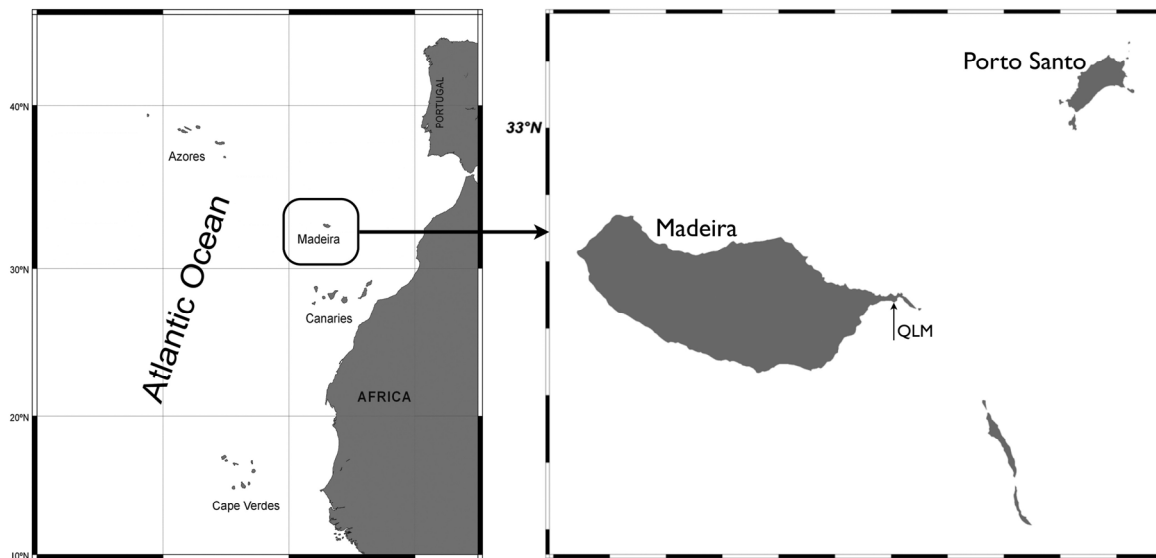 40°N
30°N
20°N
10°N
PORTUGAL
Azores
Madeira
Canaries
Atlantic Ocean
AFRICA
Cape Verdes
Porto Santo
33°N
Madeira
QLM